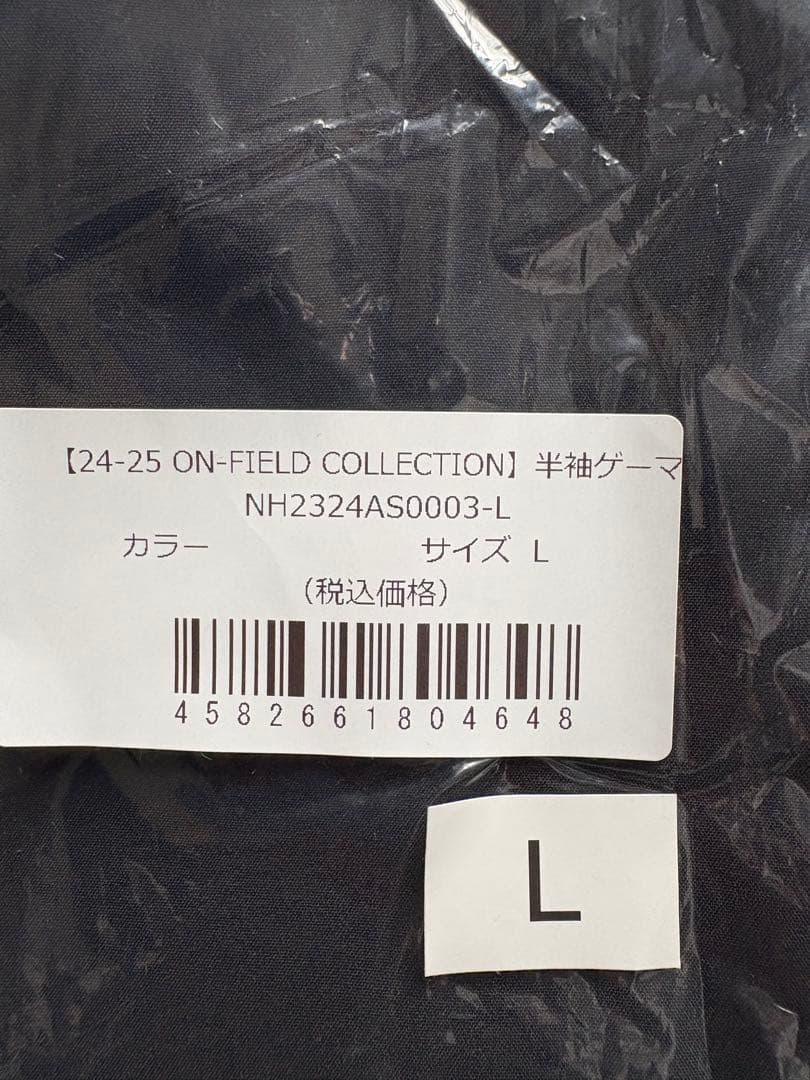 【24-25 ON-FIELD COLLECTION】半袖ゲーマ
NH2324AS0003-L
カラー サイズ L
（税込価格）
4582661804648
L